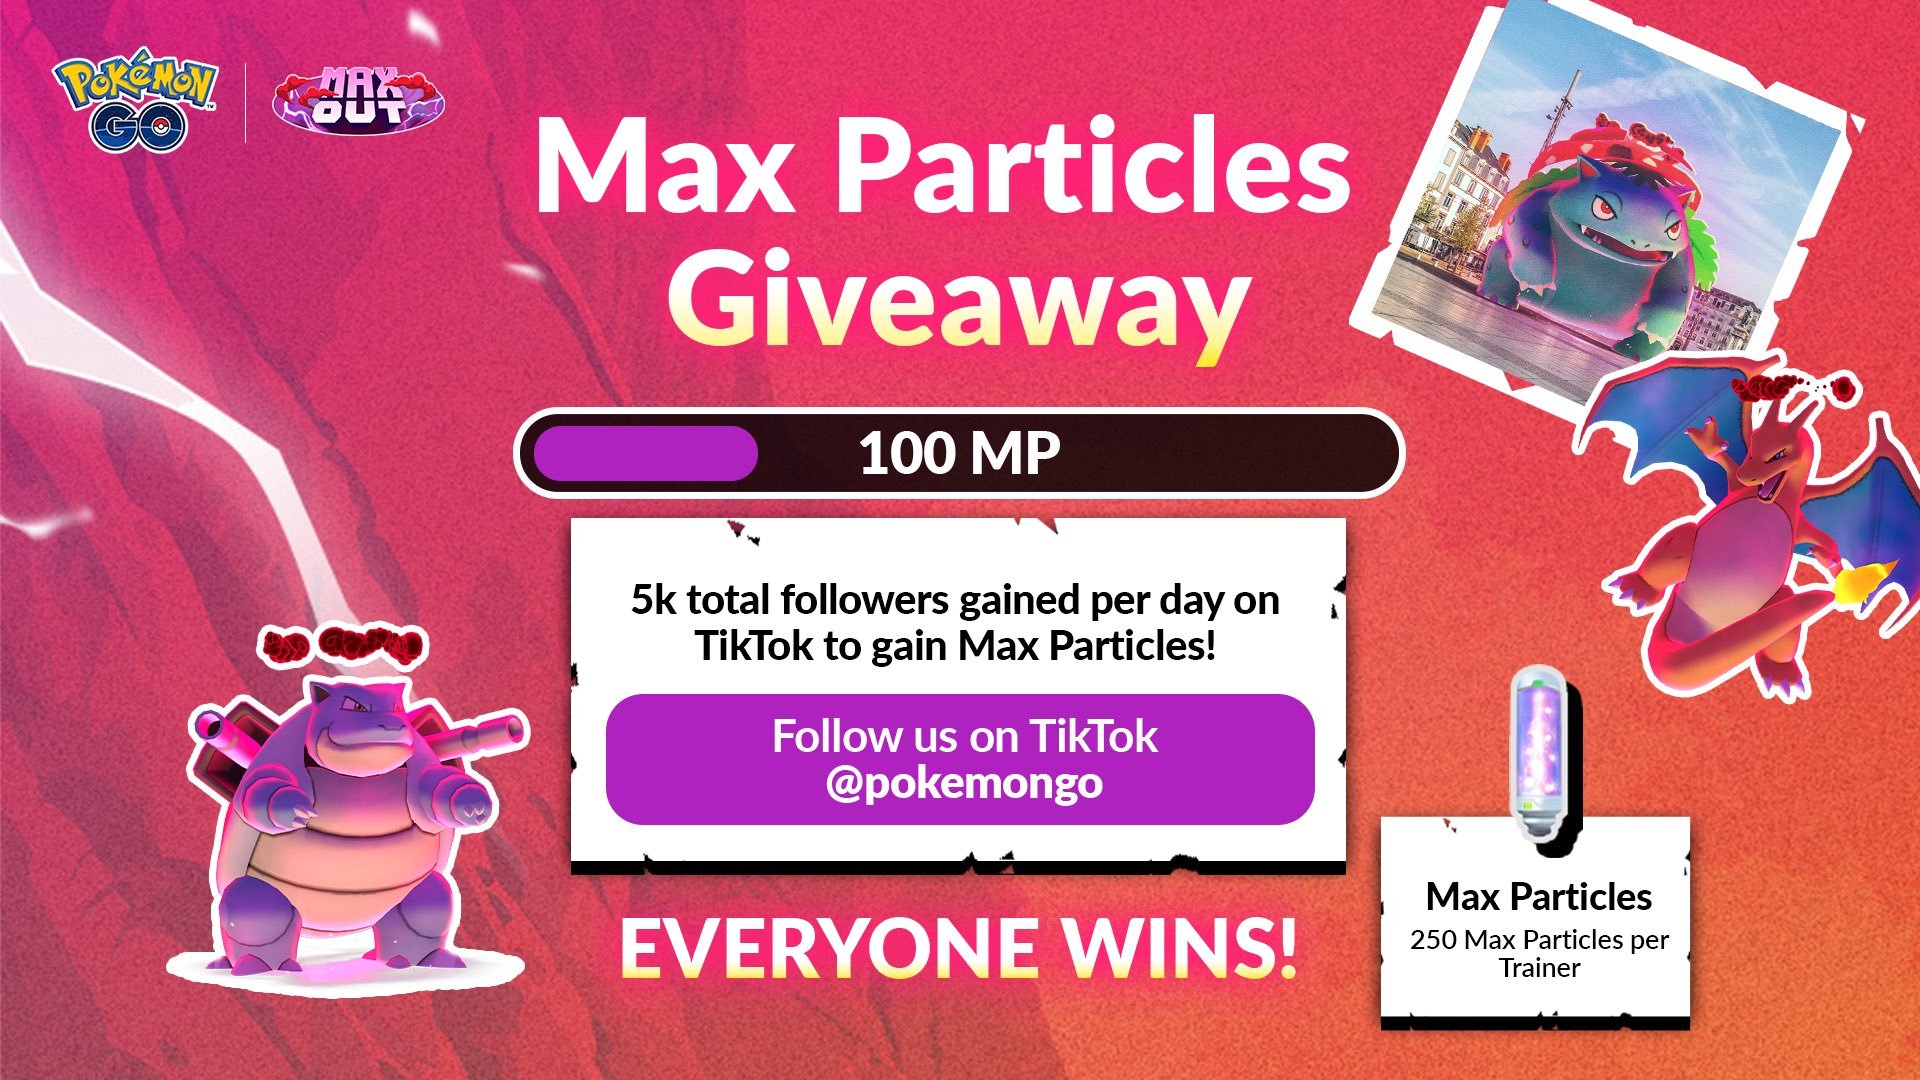 POKéMON
GO
MAX
OUT
Max Particles
Giveaway
100 MP
5k total followers gained per day on
TikTok to gain Max Particles!
Follow us on TikTok
@pokemongo
EVERYONE WINS!
Max Particles
250 Max Particles per
Trainer